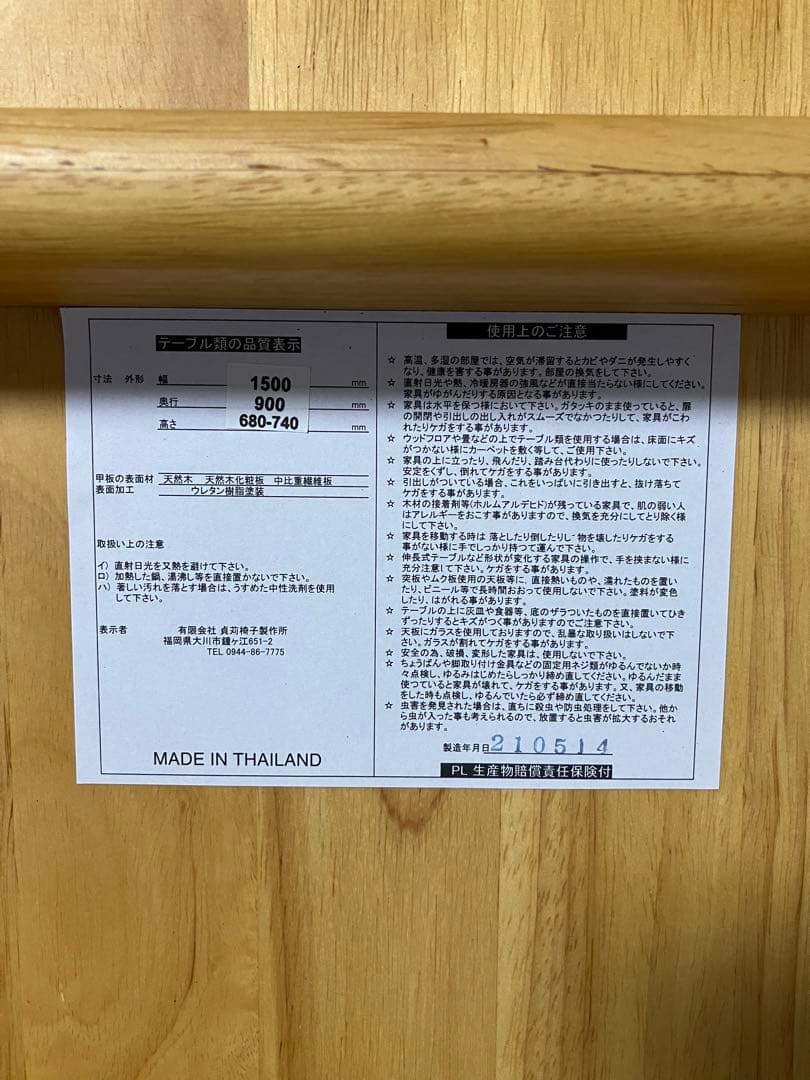 テーブル類の品質表示
寸法 外形 幅 1500 mm
奥行 900 mm
高さ 680-740 mm
甲板の表面材 天然木 天然木化粧板 中比重繊維板
表面加工 ウレタン樹脂塗装
取扱い上の注意
イ）直射日光を又熱を避けて下さい。
ロ）加熱した鍋、湯沸し等を直接置かないで下さい。
ハ）著しい汚れを落とす場合は、うすめた中性洗剤を使用
して下さい。
表示者 有限会社 貞苅椅子製作所
福岡県大川市鐘ヶ江651-2
TEL 0944-86-7775
MADE IN THAILAND
使用上のご注意
☆ 高温、多湿の部屋では、空気が滞留するとカビやダニが発生しやすく
なり、健康を害する事があります。部屋の換気をして下さい。
☆ 直射日光や熱、冷暖房器の強風などが直接当たらない様にしてください。
家具がゆがんだりする原因となる事があります。
☆ 家具は水平を保つ様において下さい。ガタッキのまま使っていると、扉
の開閉や引出しの出し入れがスムーズでなかつたりして、家具がこわ
れたりケガをする事があります。
☆ ウッドフロアや畳などの上でテーブル類を使用する場合は、床面にキズ
がつかない様にカーペットを敷く等して、ご使用下さい。
☆ 家具の上に立ったり、飛んだり、踏み台代わりに使ったりしないで下さい。
安定をくずし、倒れてケガをする事があります。
☆ 引出しがついている場合、これをいっぱいに引き出すと、抜け落ちて
ケガをする事があります。
☆ 木材の接着剤等(ホルムアルデヒド)が残っている家具で、肌の弱い人
はアレルギーをおこす事がありますので、換気を充分にしてとり除く様
にして下さい。
☆ 家具を移動する時は 落としたり倒したりし 物を壊したりケガをする
事がない様に手でしっかり持つて運んで下さい。
☆ 伸長式テーブルなど形状が変化する家具の操作で、手を挟まない様に
充分注意して下さい。ケガをする事があります。
☆ 突板やムク板使用の天板等に、直接熱いものや、濡れたものを置い
たり、ビニール等で長時間おおって使用しないで下さい。塗料が変色
したり、はがれる事があります。
☆ テーブルの上に灰皿や食器等、底のザラついたものを直接置いてひき
ずったりするとキズがつく事がありますのでご注意下さい。
☆ 天板にガラスを使用しておりますので、乱暴な取り扱いはしないで下
さい。ガラスが割れてケガをする事があります。
☆ 安全の為、破損、変形した家具は、使用しないで下さい。
☆ ちょうばんや脚取り付け金具などの固定用ネジ類がゆるんでないか時
々点検し、ゆるみはじめたらしっかり締め直してください。ゆるんだまま
使つていると家具が壊れて、ケガをする事があります。又、家具の移動
をした時も点検し、ゆるんでいたら必ず締め直してください。
☆ 虫害を発見された場合は、直ちに殺虫や防虫処理をして下さい。他か
ら虫が入った事も考えられるので、放置すると虫害が拡大するおそれ
があります。
製造年月日 210514
PL 生産物賠償責任保険付